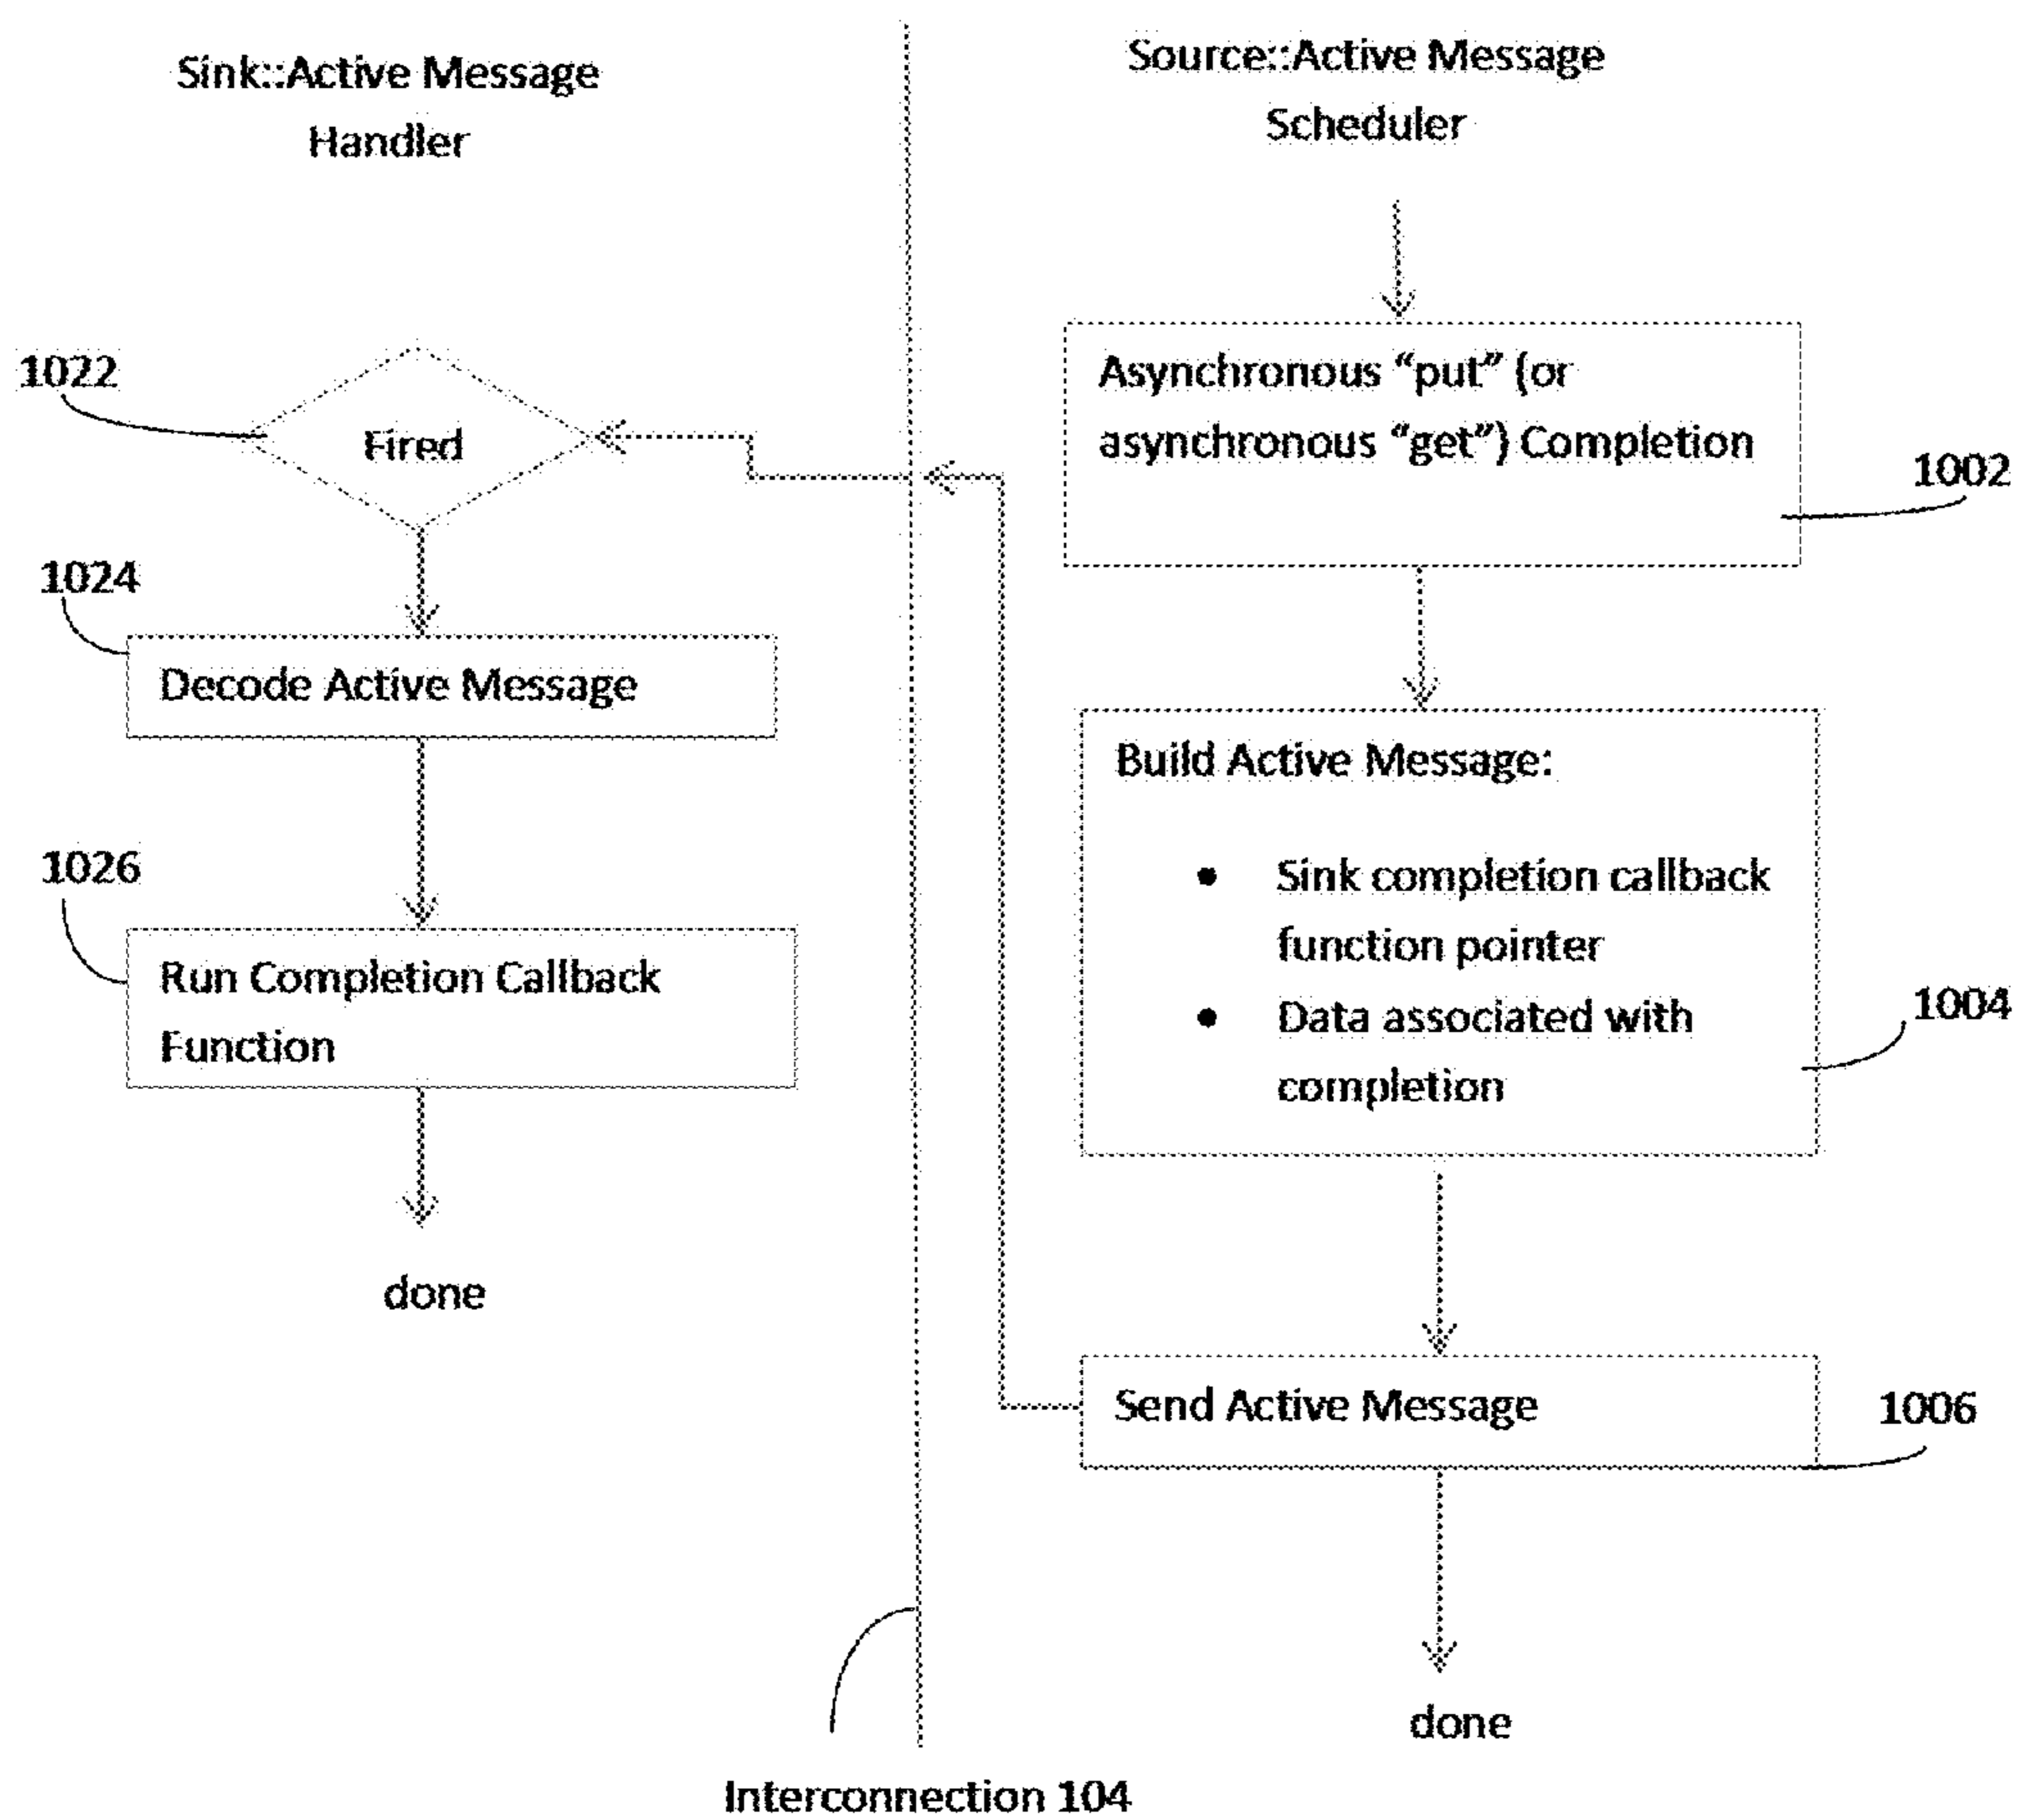 Sink::Active Message
Handler
1022
Fired
1024
Decode Active Message
1026
Run Completion Callback
Function
done
Source::Active Message
Scheduler
Asynchronous “put” (or
asynchronous “get”) Completion
1002
Build Active Message:
• Sink completion callback
function pointer
• Data associated with
completion
1004
Send Active Message
1006
done
Interconnection 104